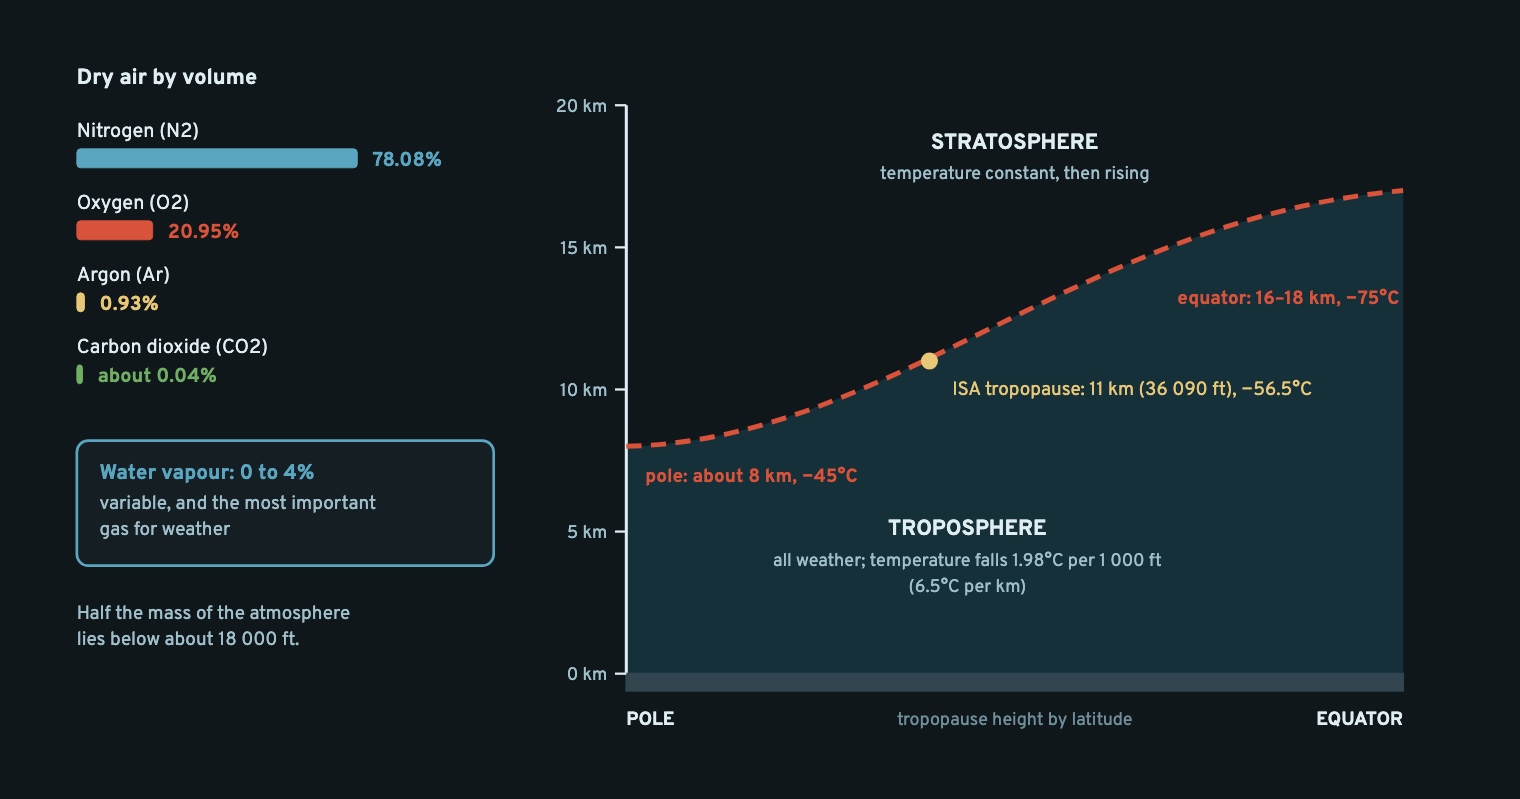 Dry air by volume
Nitrogen (N2)
78.08%
Oxygen (O2)
20.95%
Argon (Ar)
0.93%
Carbon dioxide (CO2)
about 0.04%
Water vapour: 0 to 4%
variable, and the most important
gas for weather
Half the mass of the atmosphere
lies below about 18 000 ft.
20 km
15 km
10 km
5 km
0 km
STRATOSPHERE
temperature constant, then rising
equator: 16–18 km, −75°C
ISA tropopause: 11 km (36 090 ft), −56.5°C
pole: about 8 km, −45°C
TROPOSPHERE
all weather; temperature falls 1.98°C per 1 000 ft
(6.5°C per km)
POLE
tropopause height by latitude
EQUATOR